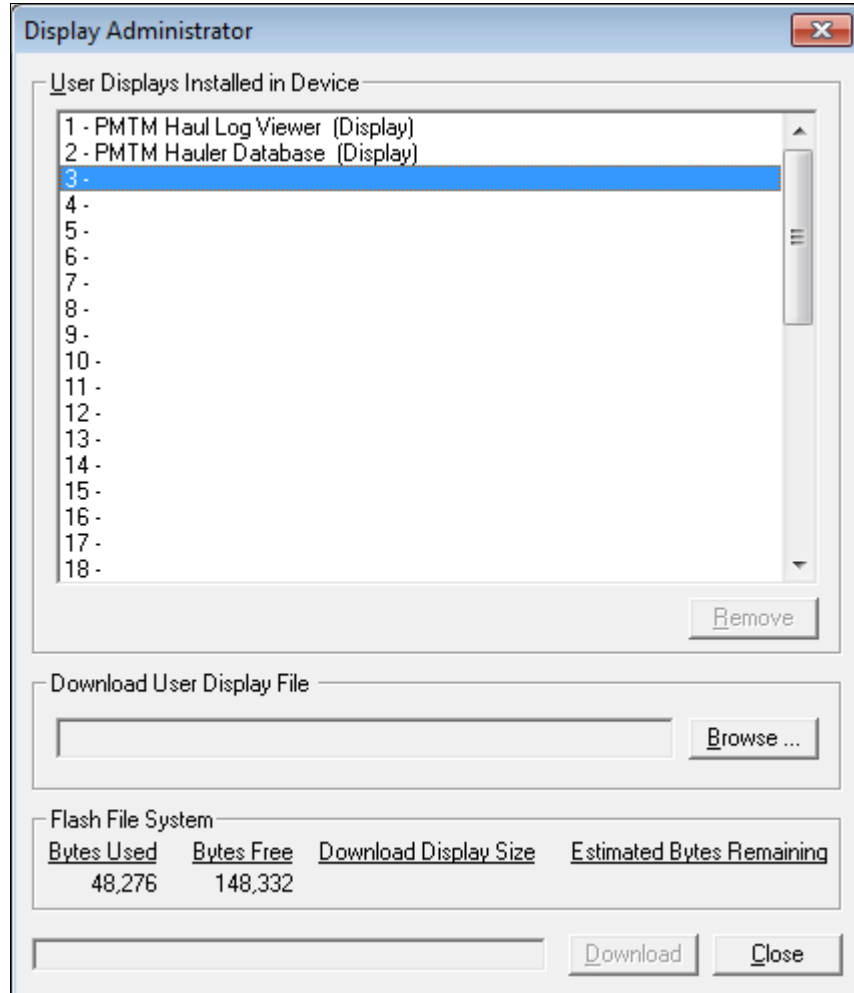 Display Administrator
User Displays Installed in Device
1 - PMTM Haul Log Viewer (Display)
2 - PMTM Hauler Database (Display)
3 -
4 -
5 -
6 -
7 -
8 -
9 -
10 -
11 -
12 -
13 -
14 -
15 -
16 -
17 -
18 -
Remove
Download User Display File
Browse ...
Flash File System
Bytes Used Bytes Free Download Display Size Estimated Bytes Remaining
48,276 148,332
Download Close